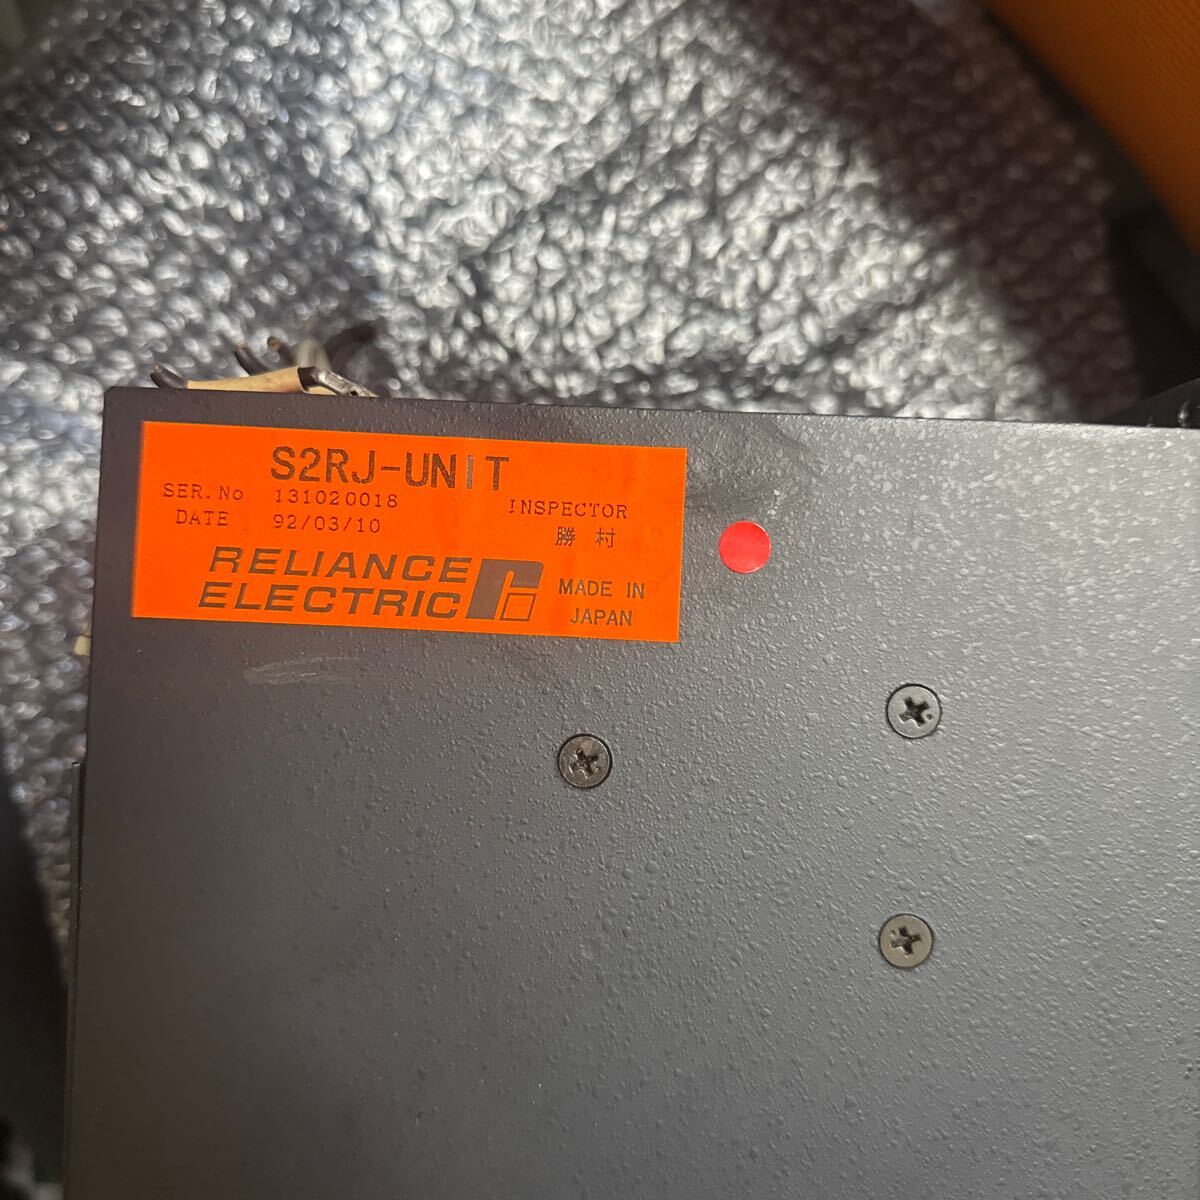 S2RJ-UNIT
SER.No 131020018
DATE 92/03/10
INSPECTOR
勝村
RELIANCE
ELECTRIC
MADE IN
JAPAN